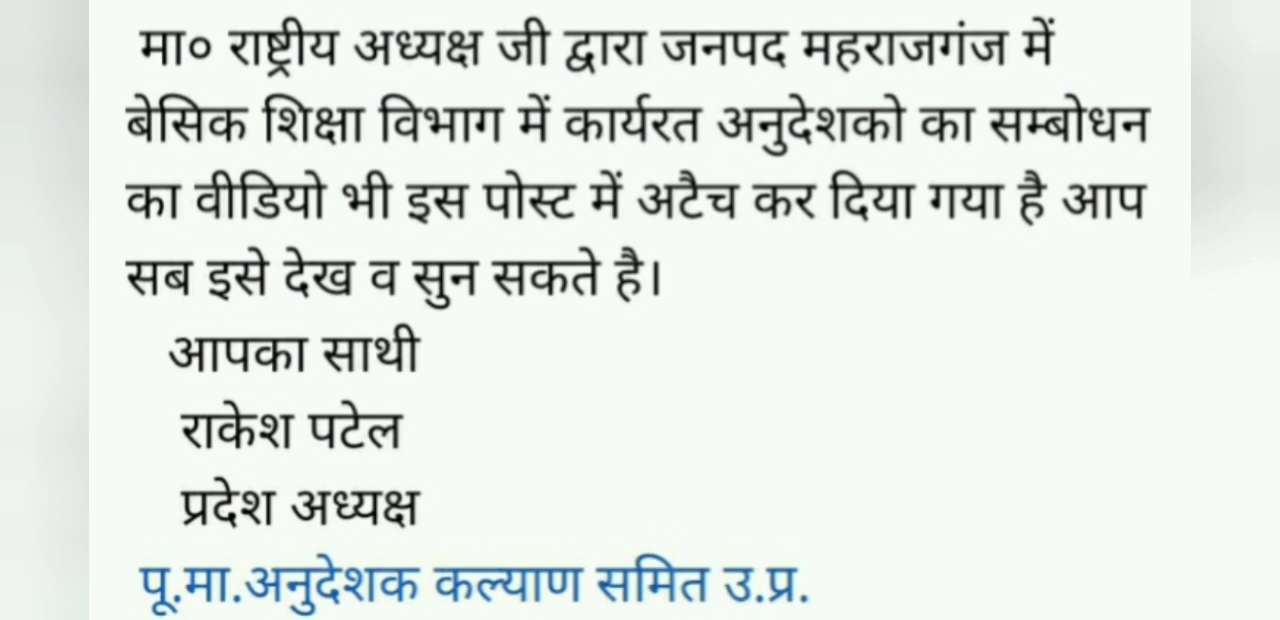 मा० राष्ट्रीय अध्यक्ष जी द्वारा जनपद महराजगंज में
बेसिक शिक्षा विभाग में कार्यरत अनुदेशको का सम्बोधन
का वीडियो भी इस पोस्ट में अटैच कर दिया गया है आप
सब इसे देख व सुन सकते है।
आपका साथी
राकेश पटेल
प्रदेश अध्यक्ष
पू.मा.अनुदेशक कल्याण समित उ.प्र.